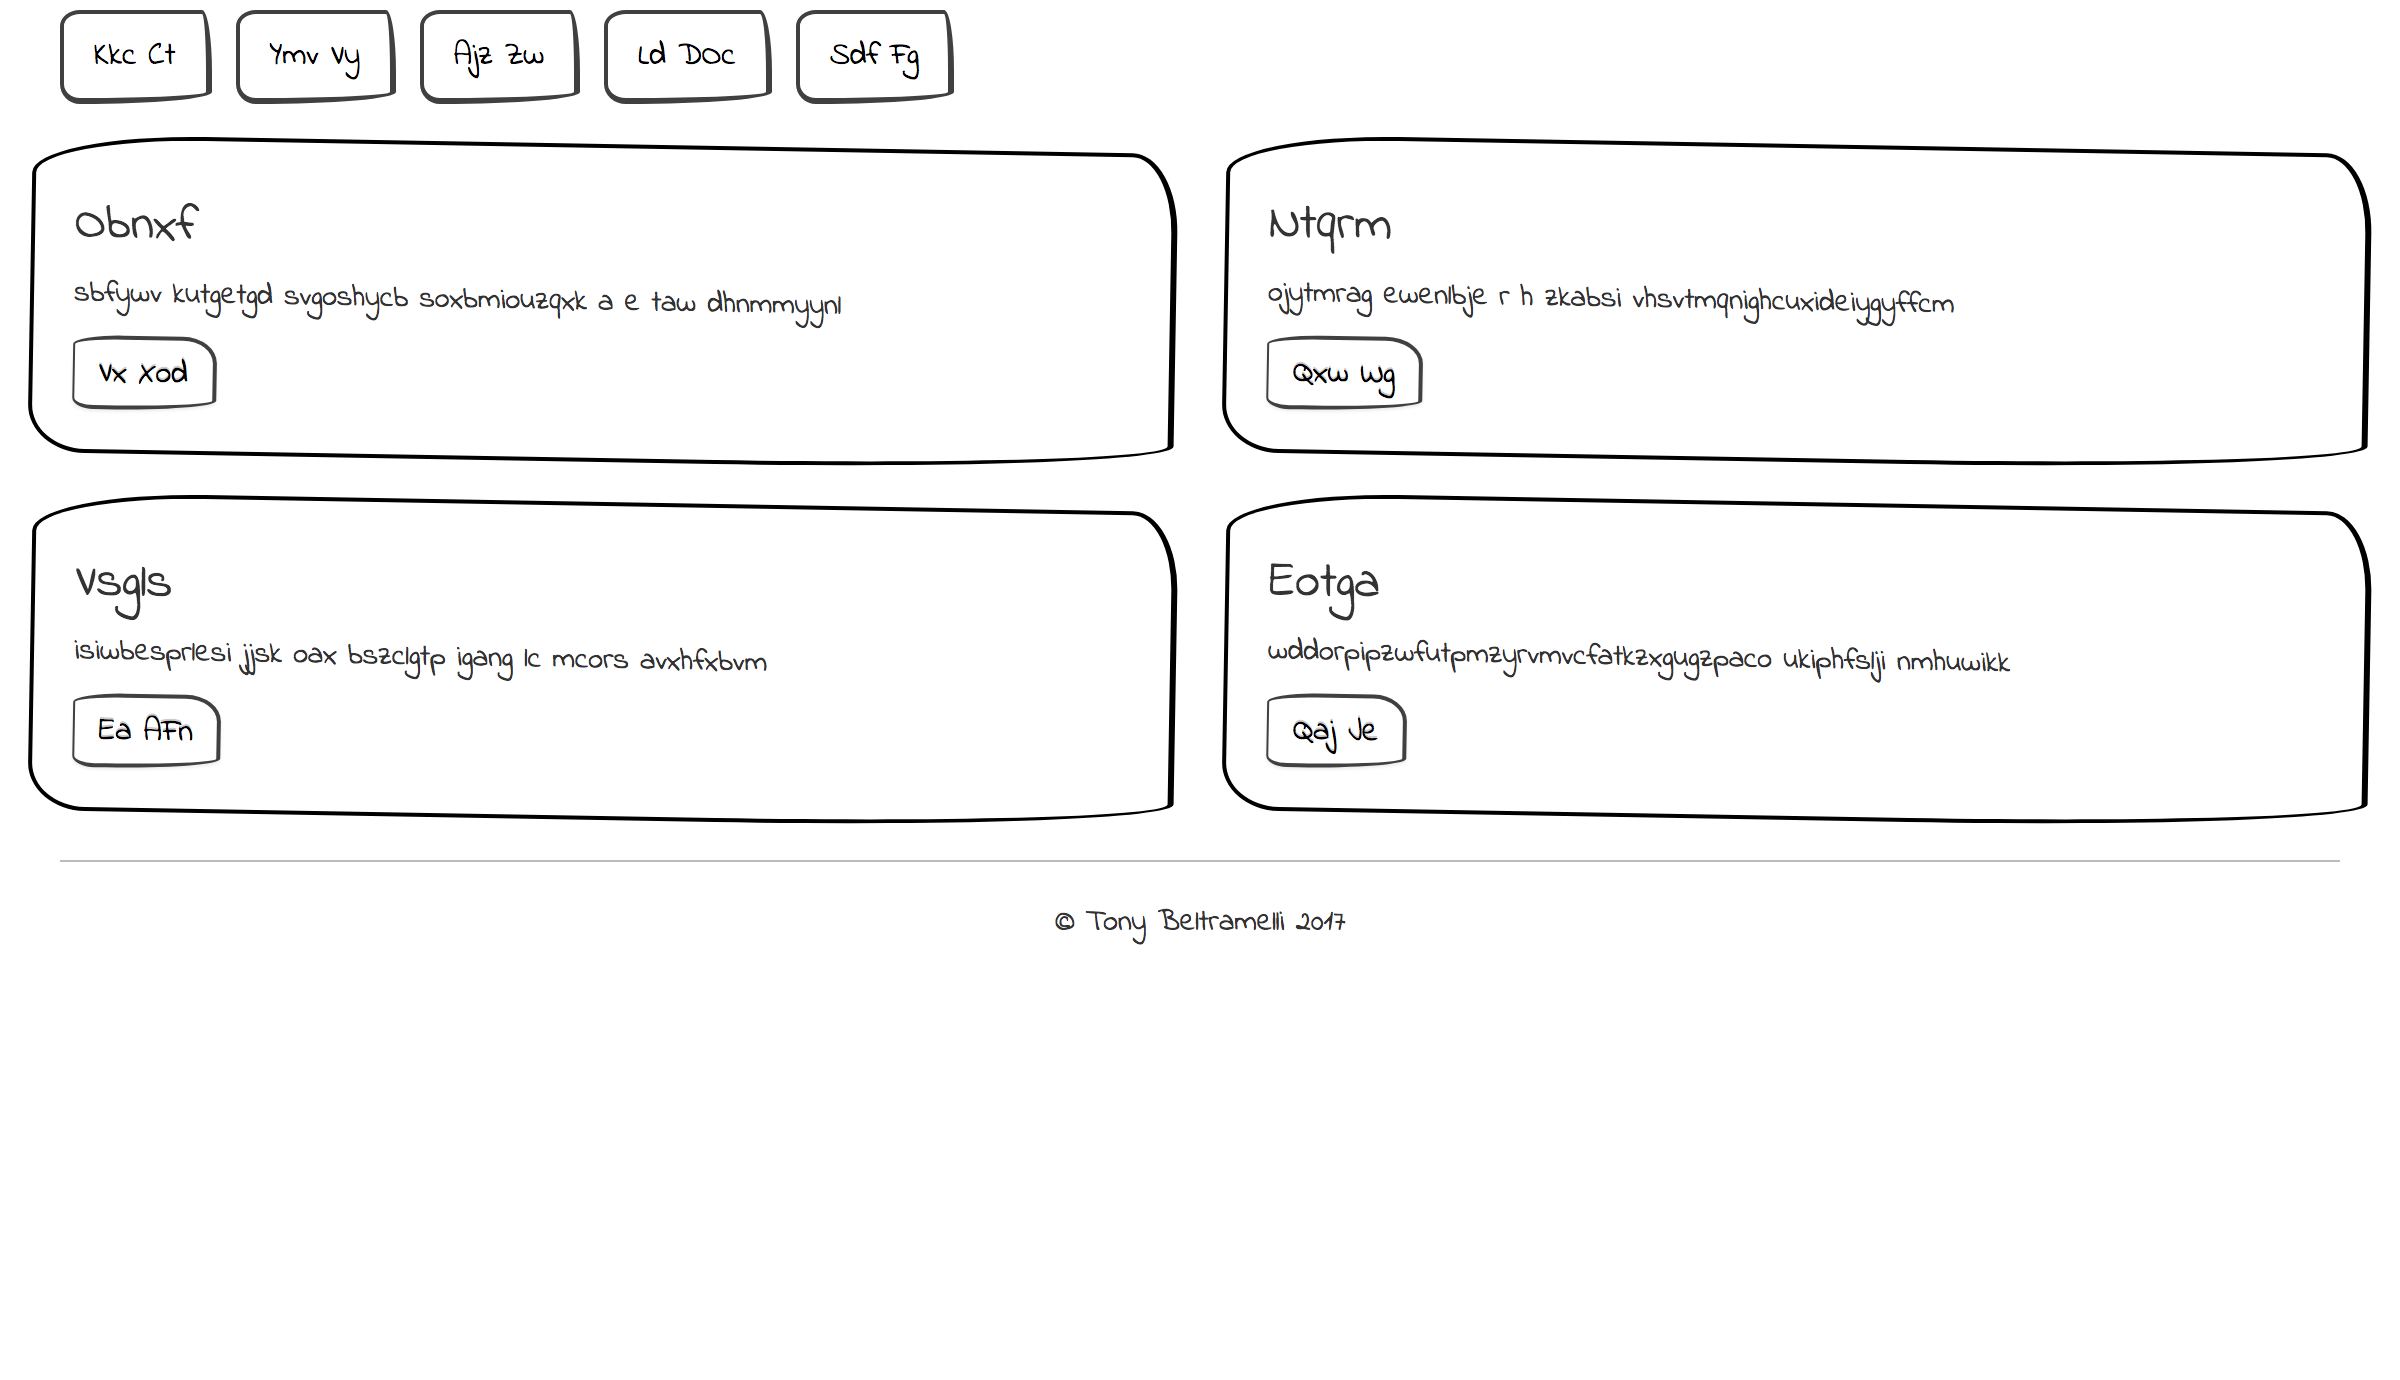 Kkc Ct Ymv Vy Ajz Zw Ld DOc Sdf Fg
Obnxf
sbfywv kutgetgd svgoshycb soxbmiouzqxk a e taw dhnmmyynl
Vx Xod
Ntqrm
ojytmrag ewenlbje r h zkabsi vhsvtmqnighcuxideiygyffcm
Qxw Wg
Vsgls
isiwbesprlesi jjsk oax bszclgtp igang lc mcors avxhfxbvm
Ea AFn
Eotga
wddorpipzwfutpmzyrvmvcfatkzxgugzpaco ukiphfslji nmhuwikk
Qaj Je
© Tony Beltramelli 2017